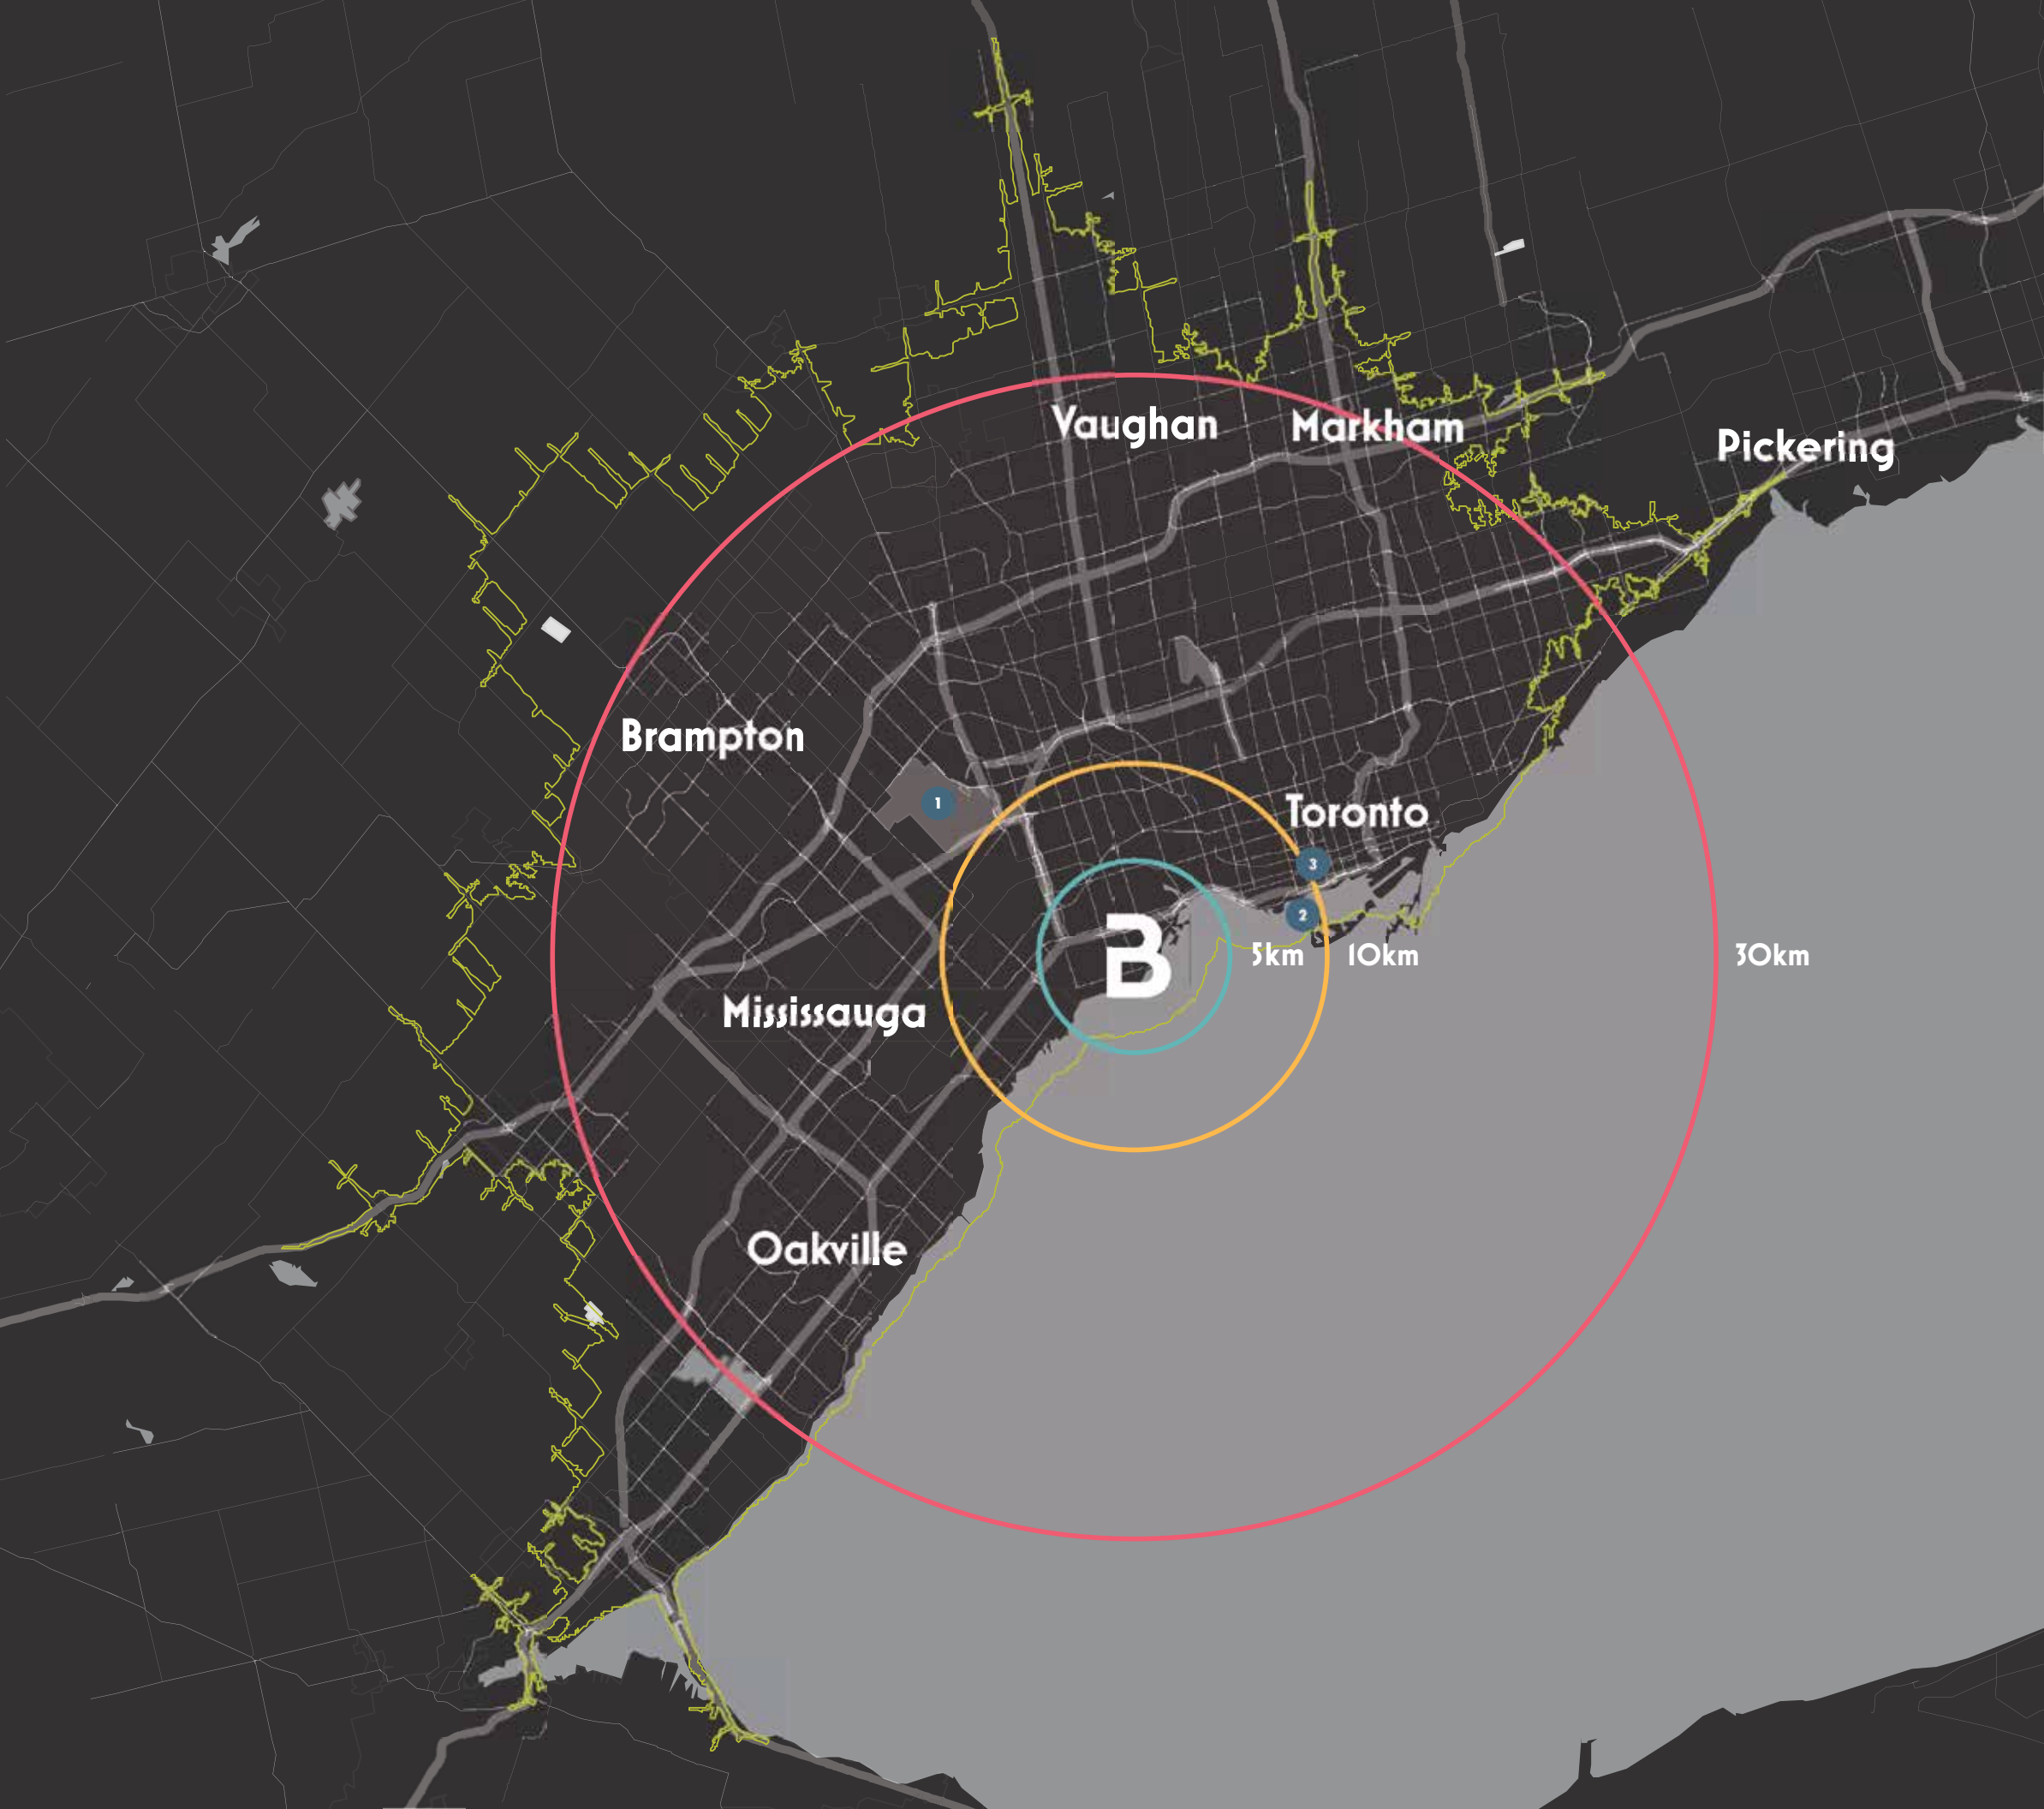 Vaughan
Markham
Pickering
Brampton
1
Toronto
3
2
B
5km
10km
30km
Mississauga
Oakville